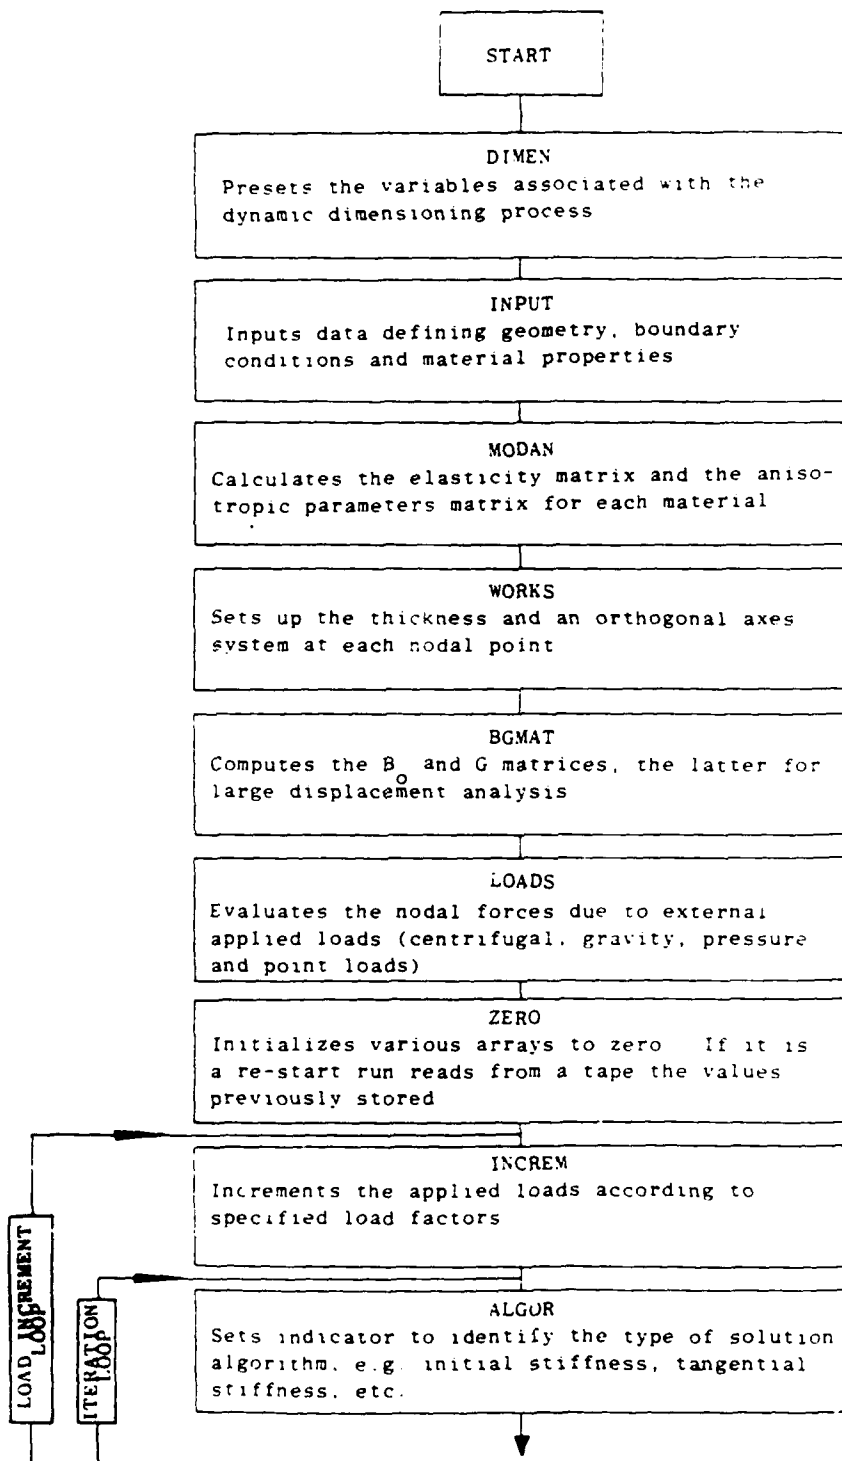 START
DIMEN
Presets the variables associated with the
dynamic dimensioning process
INPUT
Inputs data defining geometry, boundary
conditions and material properties
MODAN
Calculates the elasticity matrix and the aniso-
tropic parameters matrix for each material
WORKS
Sets up the thickness and an orthogonal axes
system at each nodal point
BGMAT
Computes the Bo and G matrices, the latter for
large displacement analysis
LOADS
Evaluates the nodal forces due to external
applied loads (centrifugal, gravity, pressure
and point loads)
ZERO
Initializes various arrays to zero If it is
a re-start run reads from a tape the values
previously stored
INCREM
Increments the applied loads according to
specified load factors
LOAD INCREMENT
LOOP
ITERATION
LOOP
ALGOR
Sets indicator to identify the type of solution
algorithm, e.g. initial stiffness, tangential
stiffness, etc.